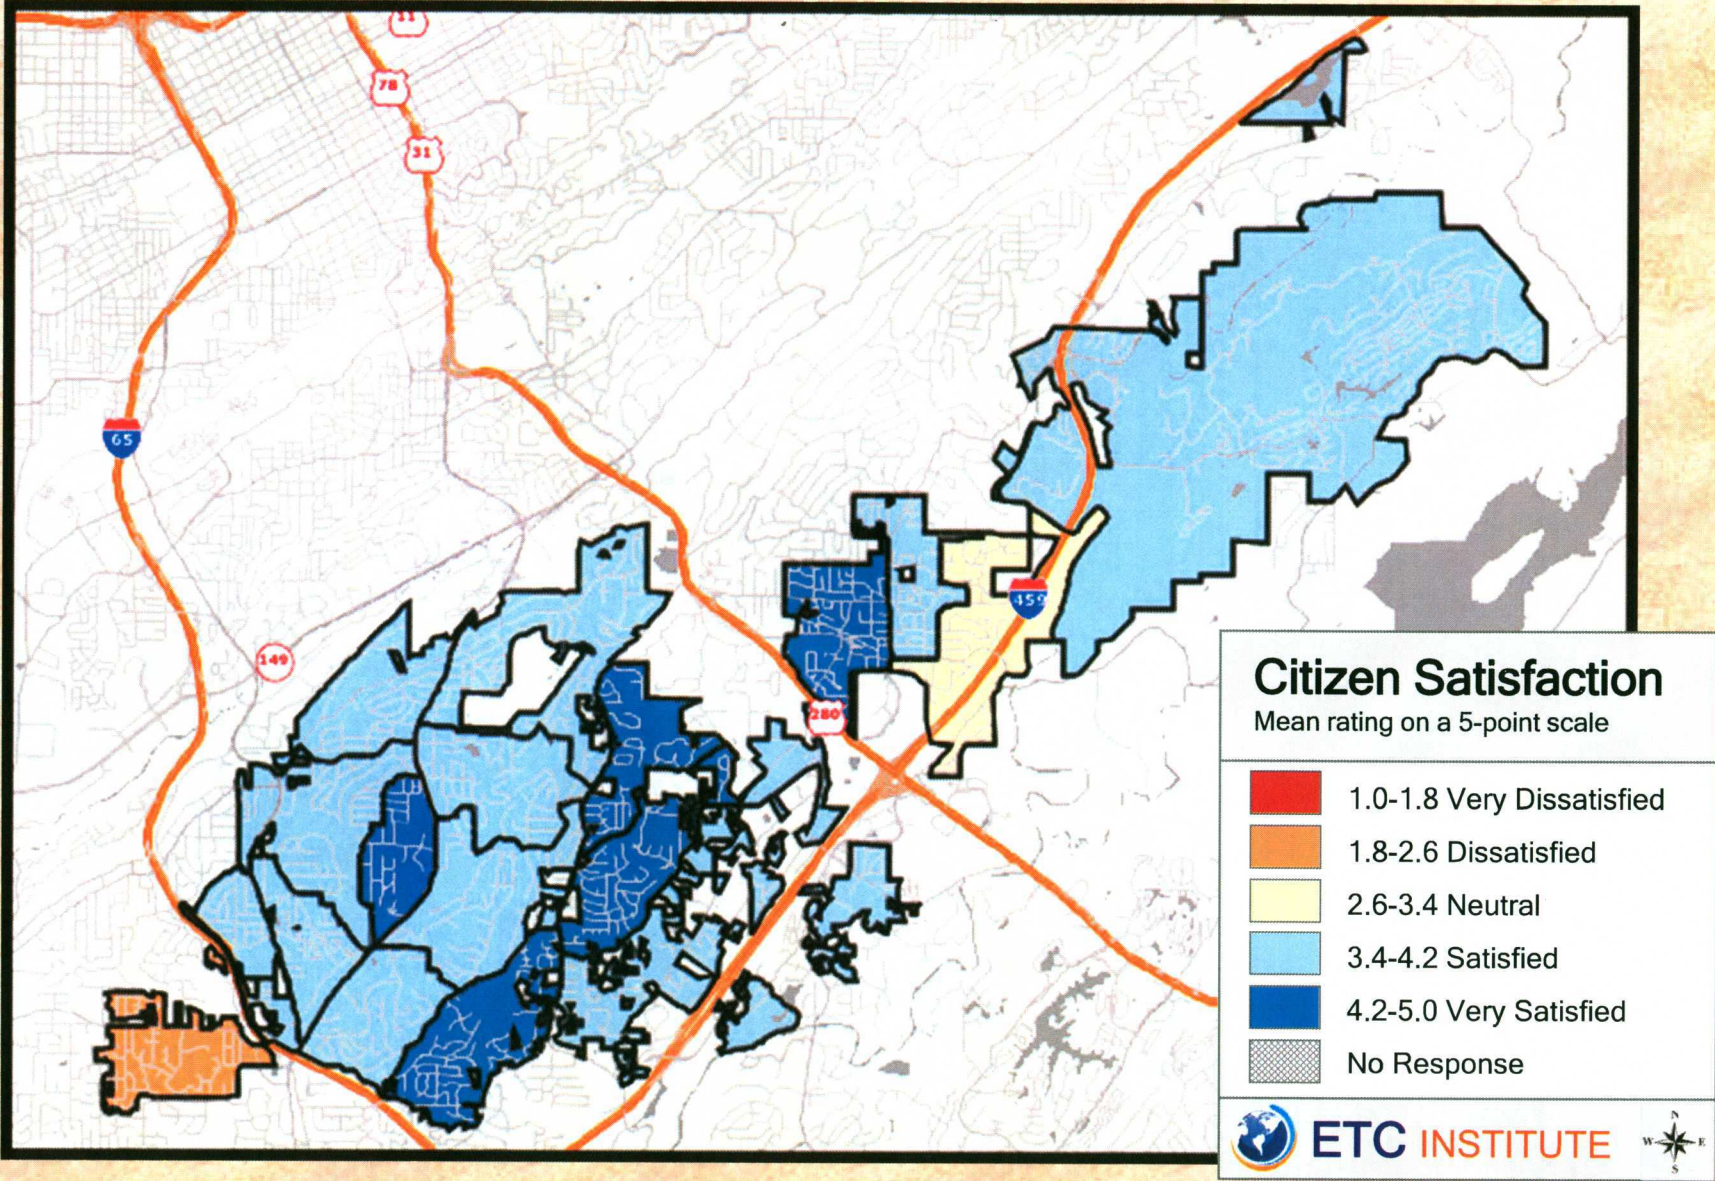 11
78
31
65
149
459
280
Citizen Satisfaction
Mean rating on a 5-point scale
1.0-1.8 Very Dissatisfied
1.8-2.6 Dissatisfied
2.6-3.4 Neutral
3.4-4.2 Satisfied
4.2-5.0 Very Satisfied
No Response
ETC INSTITUTE
N
W E
S